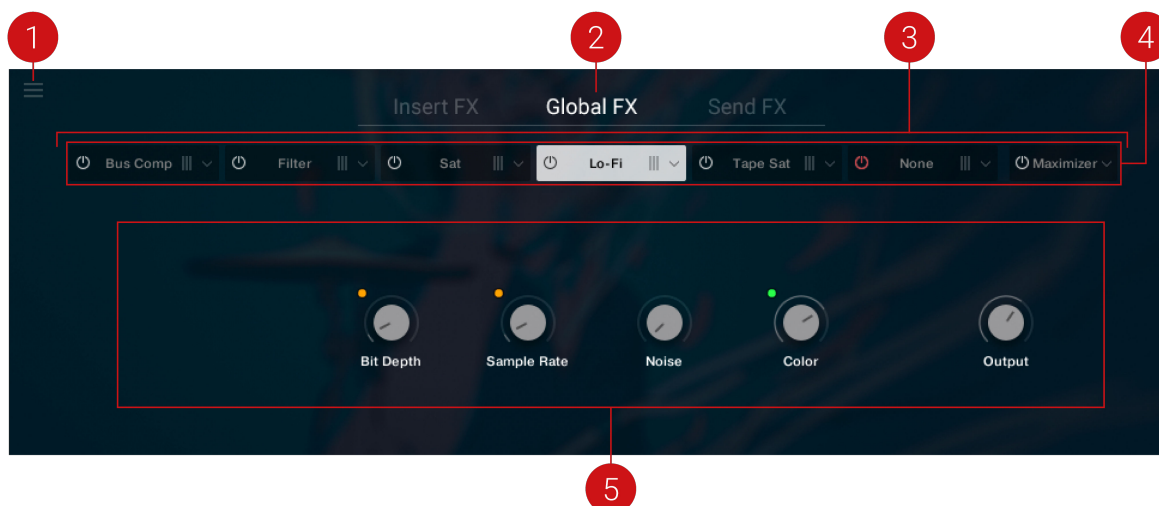 1 2 3 4
Insert FX Global FX Send FX
Bus Comp Filter Sat Lo-Fi Tape Sat None Maximizer
Bit Depth Sample Rate Noise Color Output
5